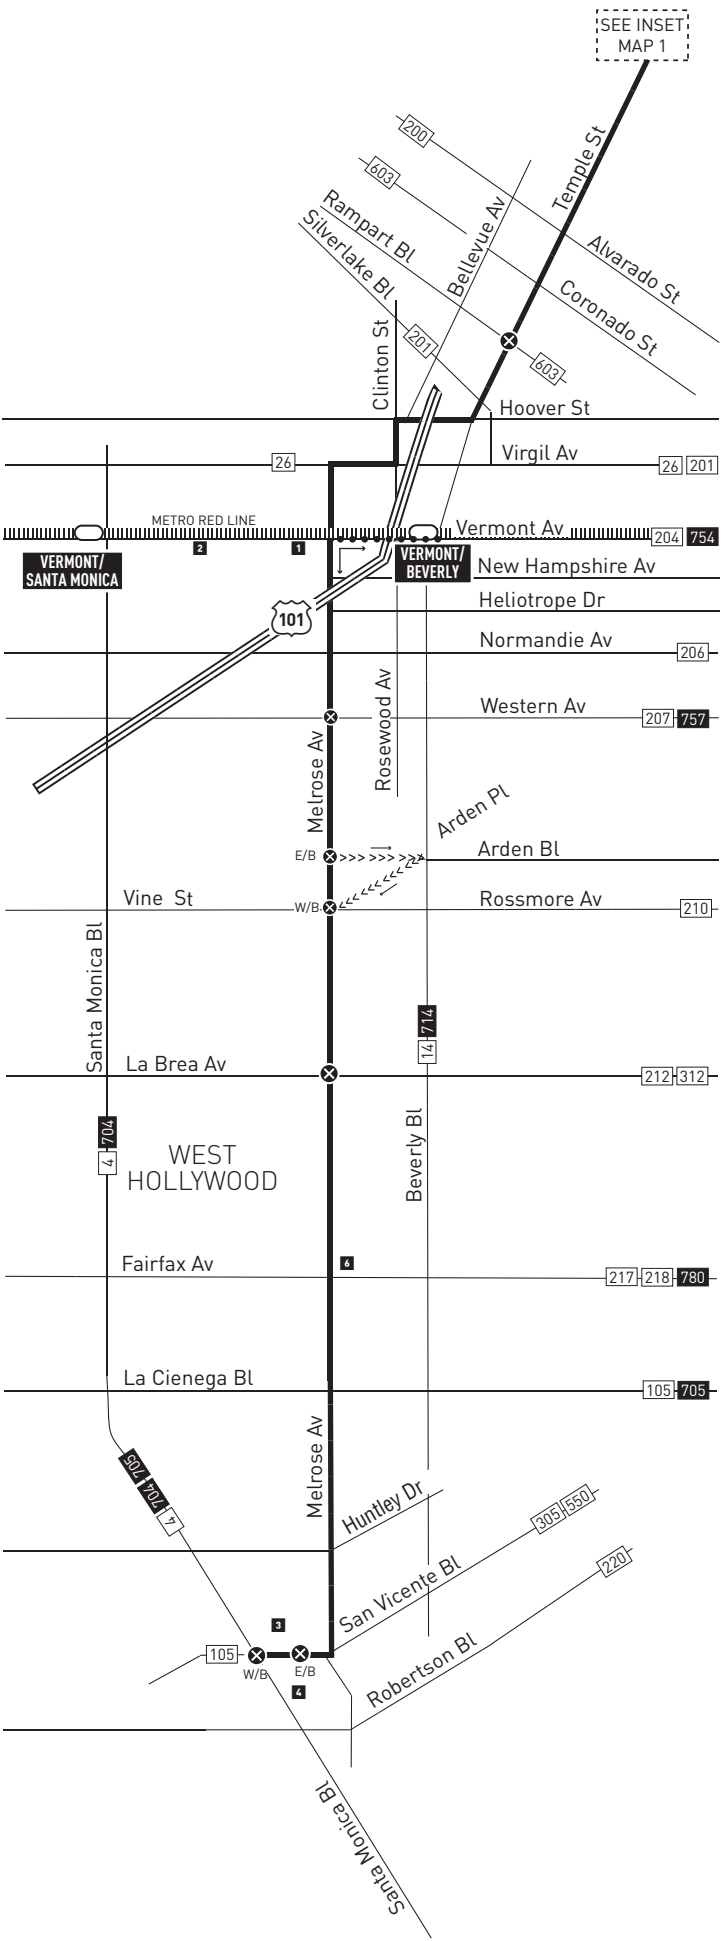 SEE INSET
MAP 1
200
603
Temple St
Rampart Bl
Silverlake Bl
Bellevue Av
Alvarado St
Coronado St
Clinton St
201
603
Hoover St
26
Virgil Av
26 201
METRO RED LINE
Vermont Av
204 754
2
1
VERMONT/
SANTA MONICA
VERMONT/
BEVERLY
New Hampshire Av
Heliotrope Dr
101
Normandie Av
206
Rosewood Av
Western Av
207 757
Melrose Av
Arden Pl
E/B
Arden Bl
Vine St
W/B
Rossmore Av
210
Santa Monica Bl
714
14
La Brea Av
212 312
704
4
Beverly Bl
WEST
HOLLYWOOD
Fairfax Av
6
217 218 780
La Cienega Bl
105 705
Melrose Av
705
704
4
Huntley Dr
305 550
San Vicente Bl
220
3
105
W/B
E/B
4
Robertson Bl
Santa Monica Bl